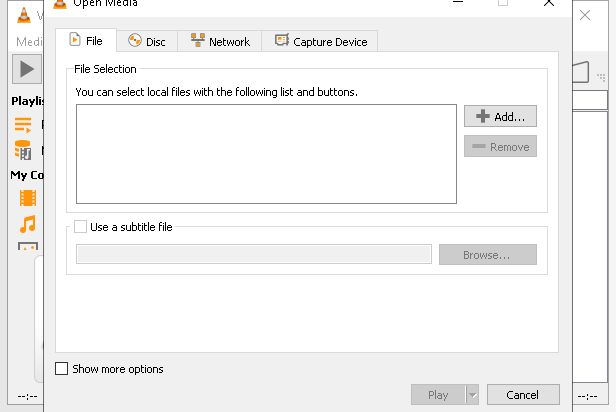 Open Media
Medi
File
Disc
Network
Capture Device
File Selection
You can select local files with the following list and buttons.
Add...
Remove
Playlis
My Co
Use a subtitle file
Browse...
Show more options
Play
Cancel
--:--
--:--